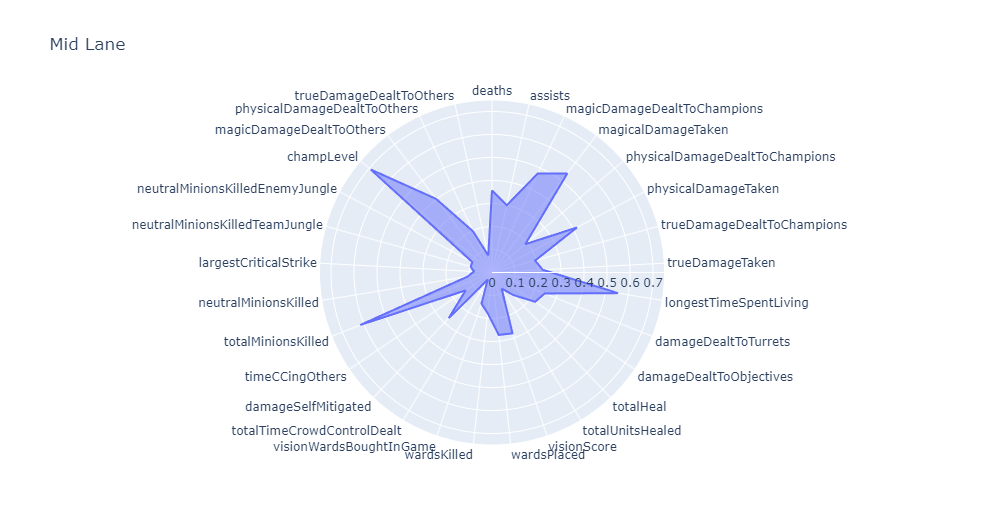 Mid Lane
deaths
assists
magicDamageDealtToChampions
magicalDamageTaken
physicalDamageDealtToChampions
physicalDamageTaken
trueDamageDealtToChampions
trueDamageTaken
longestTimeSpentLiving
damageDealtToTurrets
damageDealtToObjectives
totalHeal
totalUnitsHealed
visionScore
wardsPlaced
wardsKilled
visionWardsBoughtInGame
totalTimeCrowdControlDealt
damageSelfMitigated
timeCCingOthers
totalMinionsKilled
neutralMinionsKilled
largestCriticalStrike
neutralMinionsKilledTeamJungle
neutralMinionsKilledEnemyJungle
champLevel
magicDamageDealtToOthers
physicalDamageDealtToOthers
trueDamageDealtToOthers
0 0.1 0.2 0.3 0.4 0.5 0.6 0.7